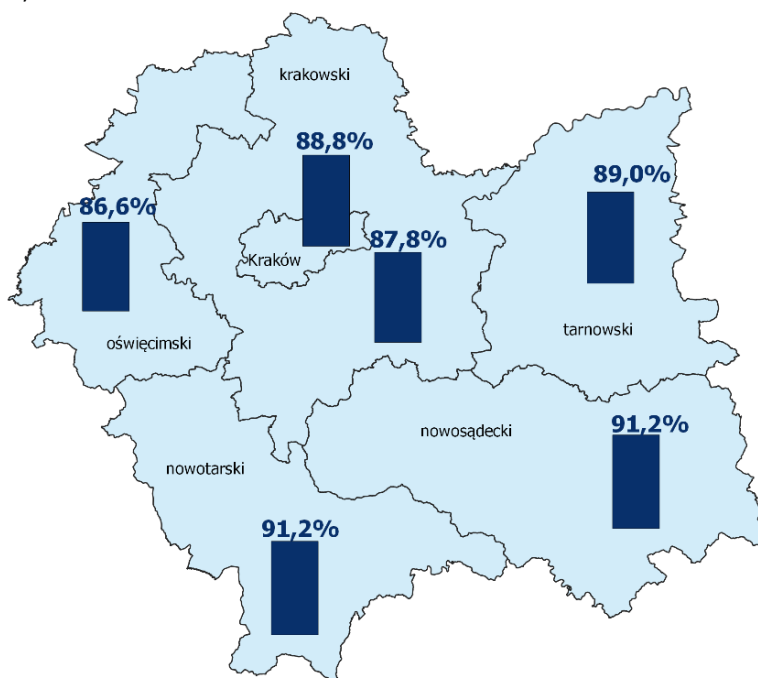 krakowski
88,8%
89,0%
86,6%
87,8%
Kraków
oświęcimski
tarnowski
91,2%
nowosądecki
nowotarski
91,2%